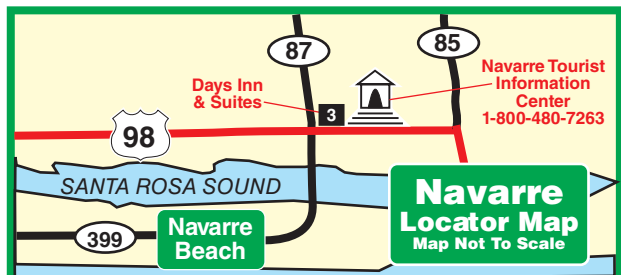 87
85
Days Inn
& Suites
3
Navarre Tourist
Information
Center
1-800-480-7263
98
SANTA ROSA SOUND
399
Navarre
Beach
Navarre
Locator Map
Map Not To Scale